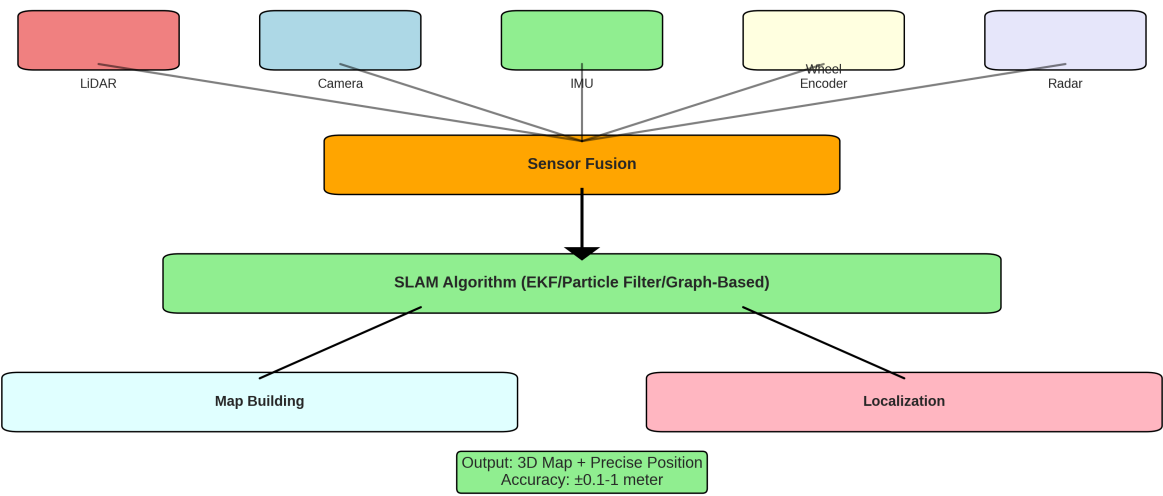 LiDAR
Camera
IMU
Wheel
Encoder
Radar
Sensor Fusion
SLAM Algorithm (EKF/Particle Filter/Graph-Based)
Map Building
Localization
Output: 3D Map + Precise Position
Accuracy: ±0.1-1 meter